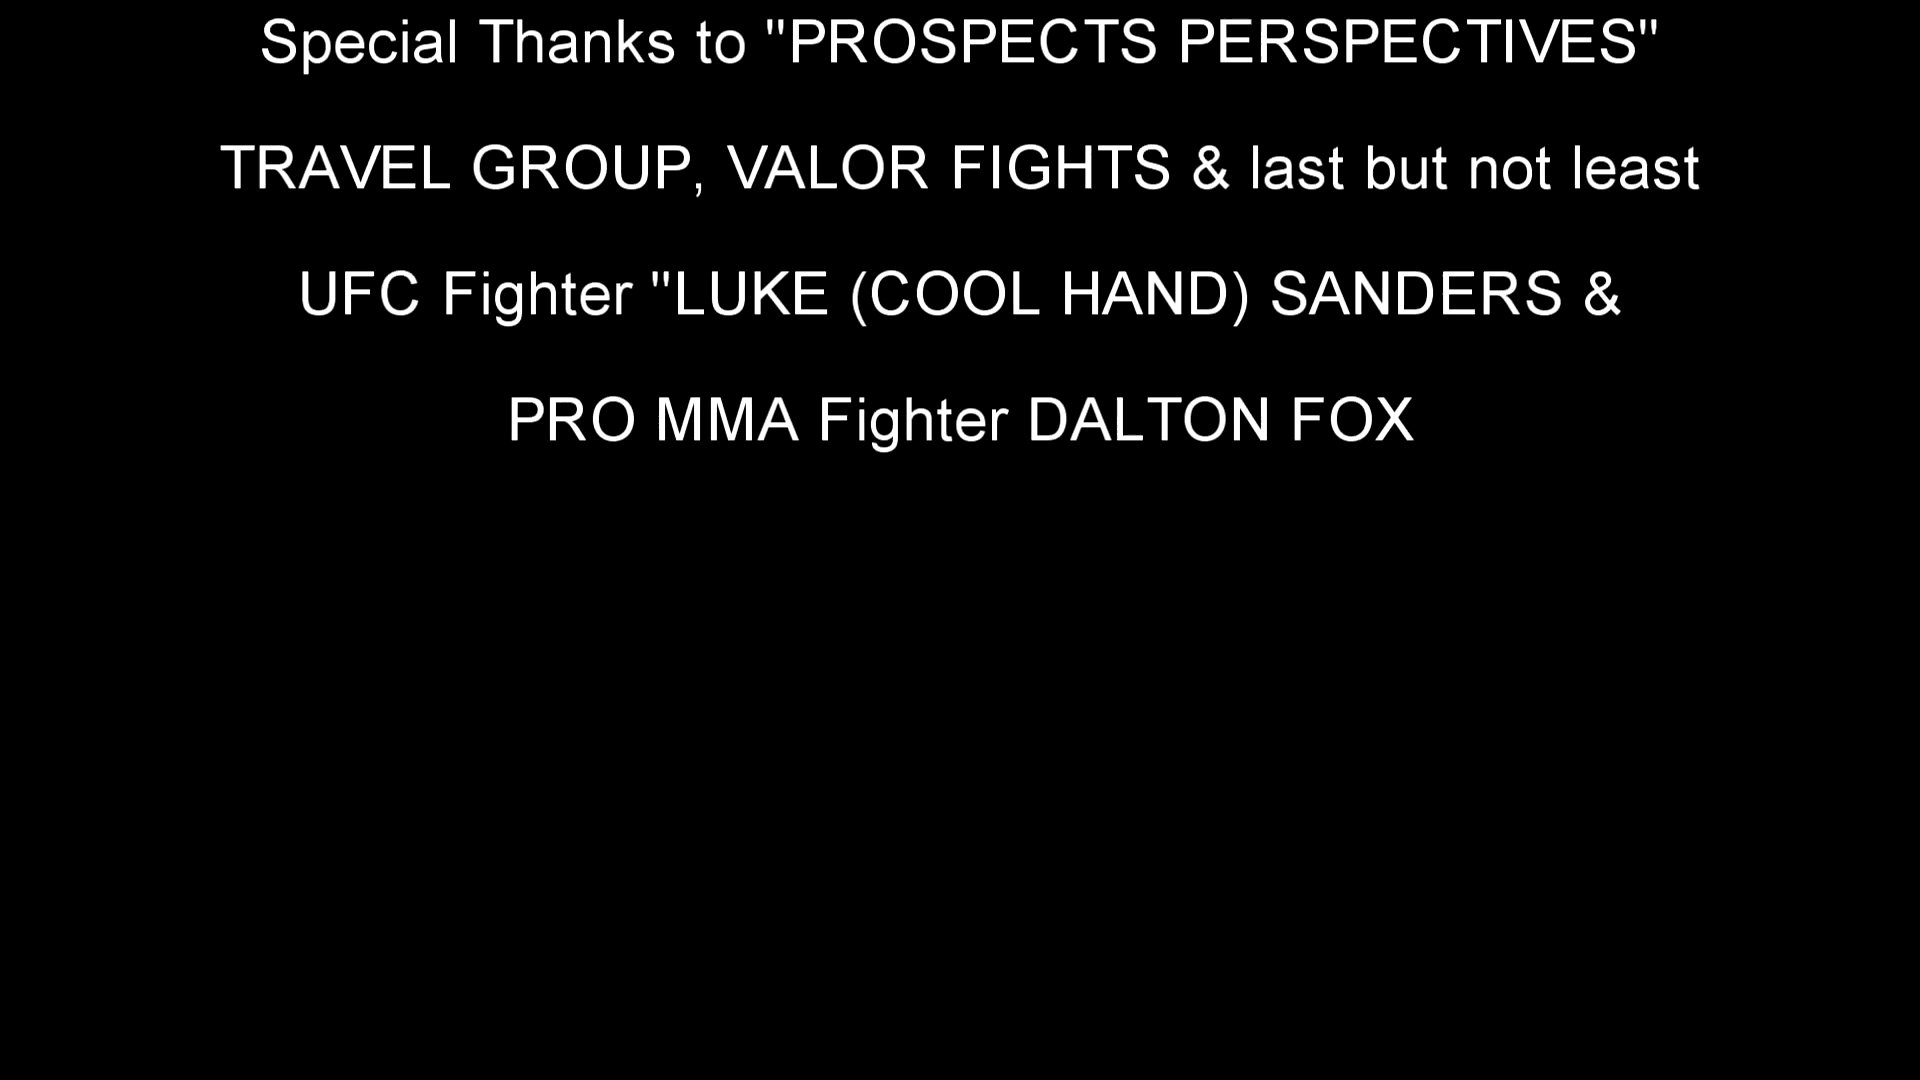 Special Thanks to "PROSPECTS PERSPECTIVES"
TRAVEL GROUP, VALOR FIGHTS & last but not least
UFC Fighter "LUKE (COOL HAND) SANDERS &
PRO MMA Fighter DALTON FOX